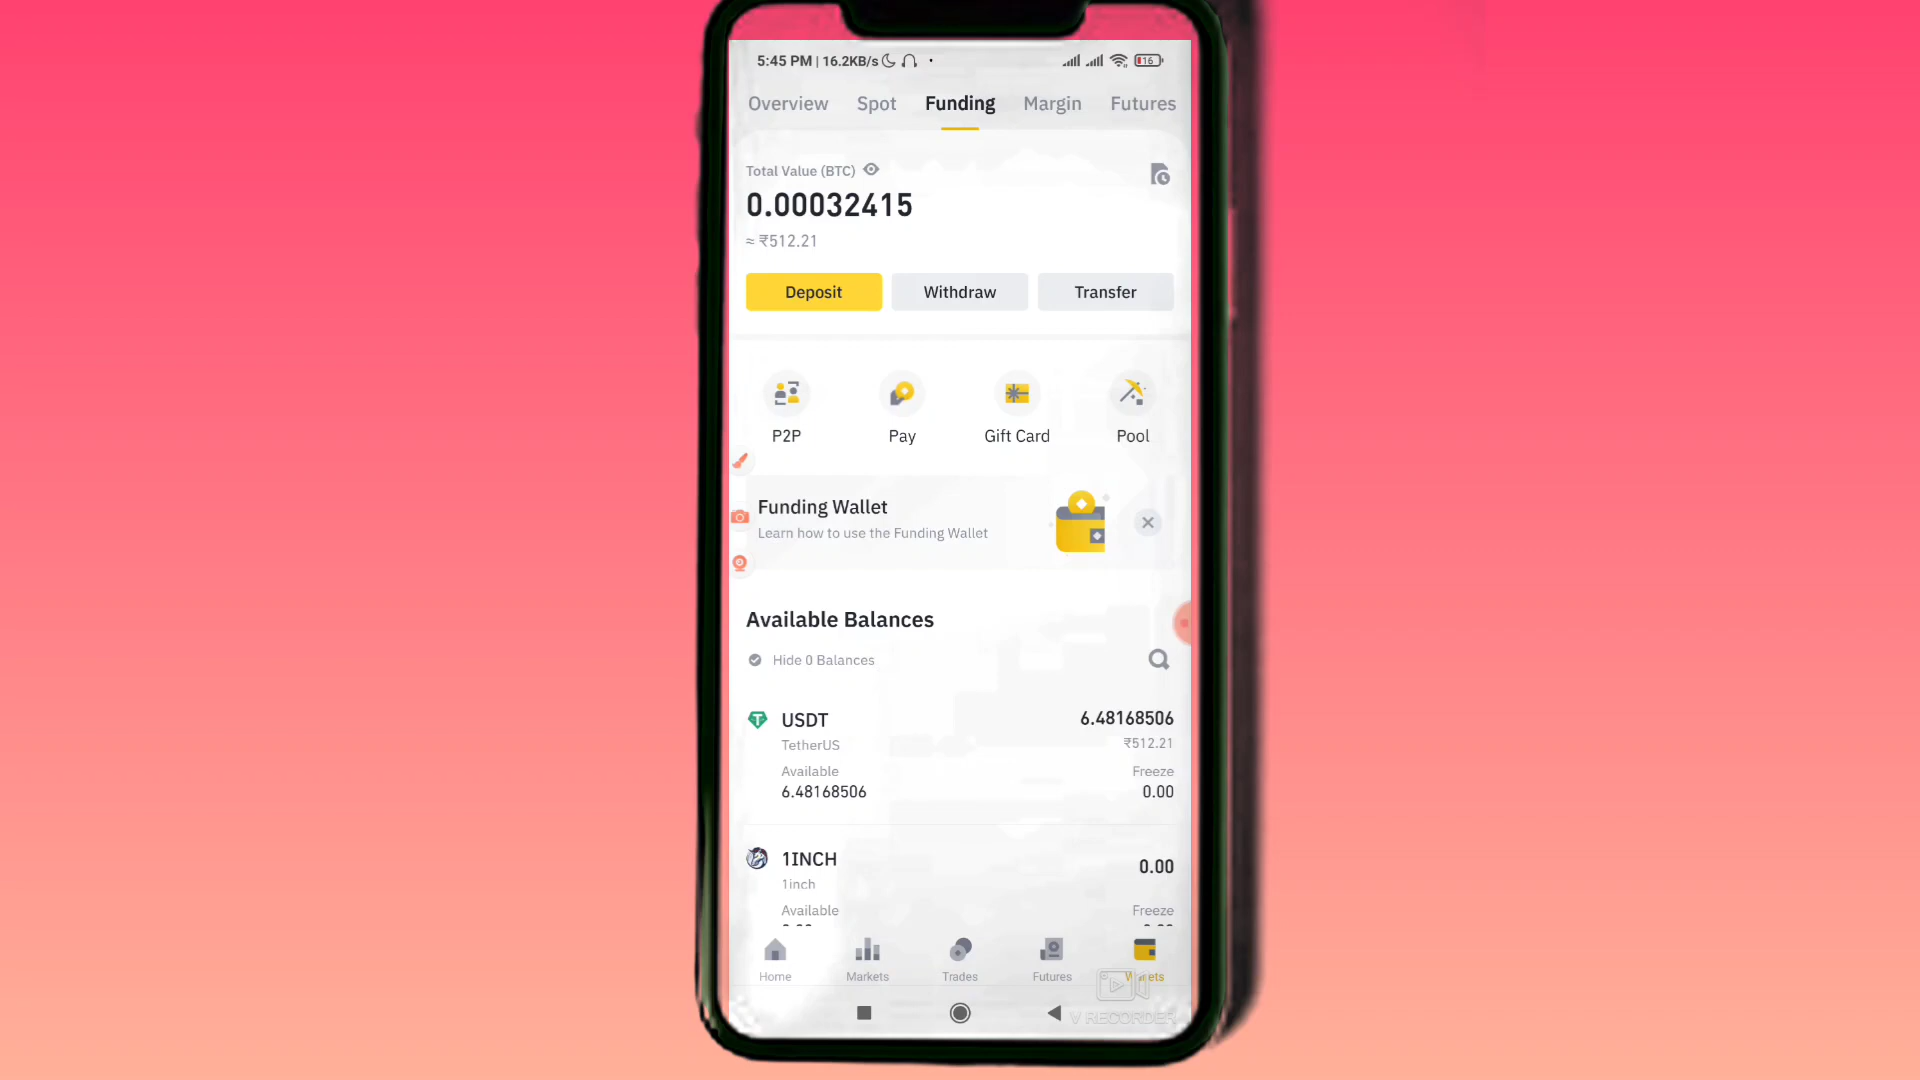 5:45 PM | 16.2KB/s
16
Overview Spot Funding Margin Futures
Total Value (BTC)
0.00032415
≈ ₹512.21
Deposit Withdraw Transfer
P2P Pay Gift Card Pool
Funding Wallet
Learn how to use the Funding Wallet
Available Balances
Hide 0 Balances
USDT 6.48168506
TetherUS ₹512.21
Available Freeze
6.48168506 0.00
1INCH 0.00
1inch
Available Freeze
Home Markets Trades Futures Wallets
V RECORDER